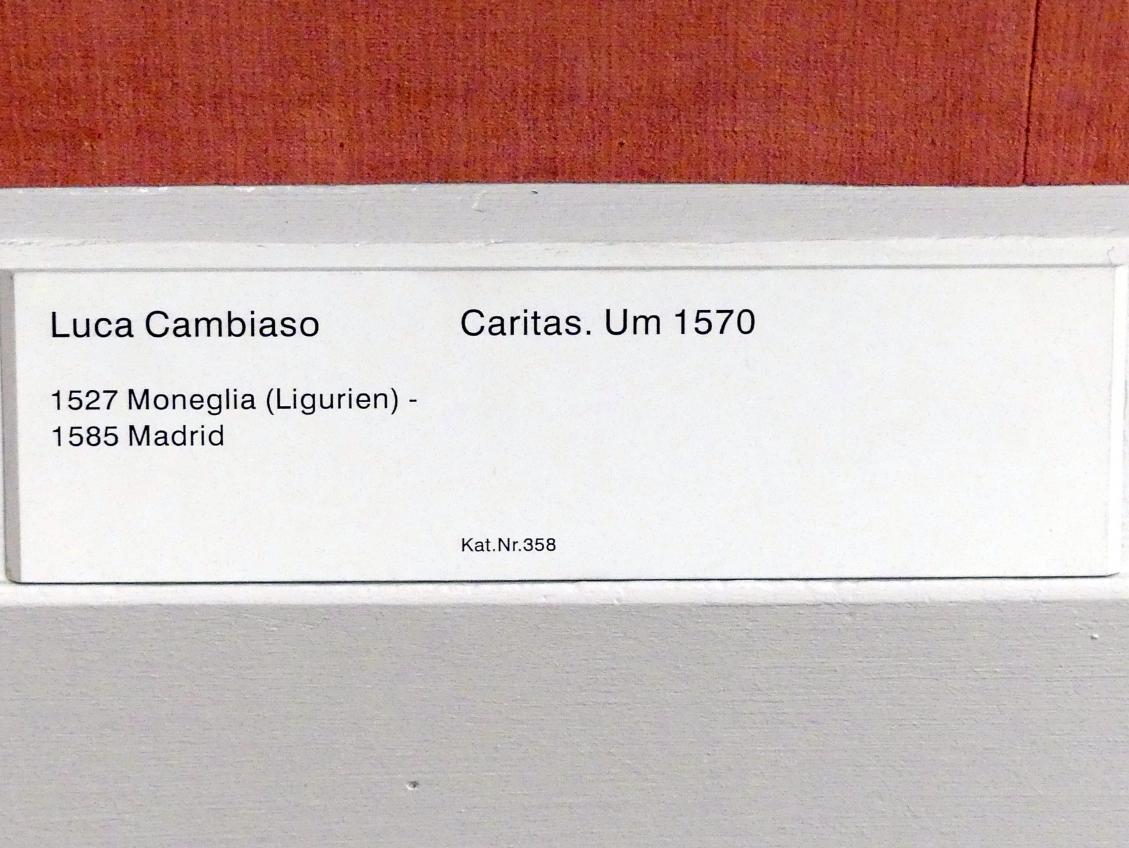 Luca Cambiaso
Caritas. Um 1570
1527 Moneglia (Ligurien) -
1585 Madrid
Kat.Nr.358